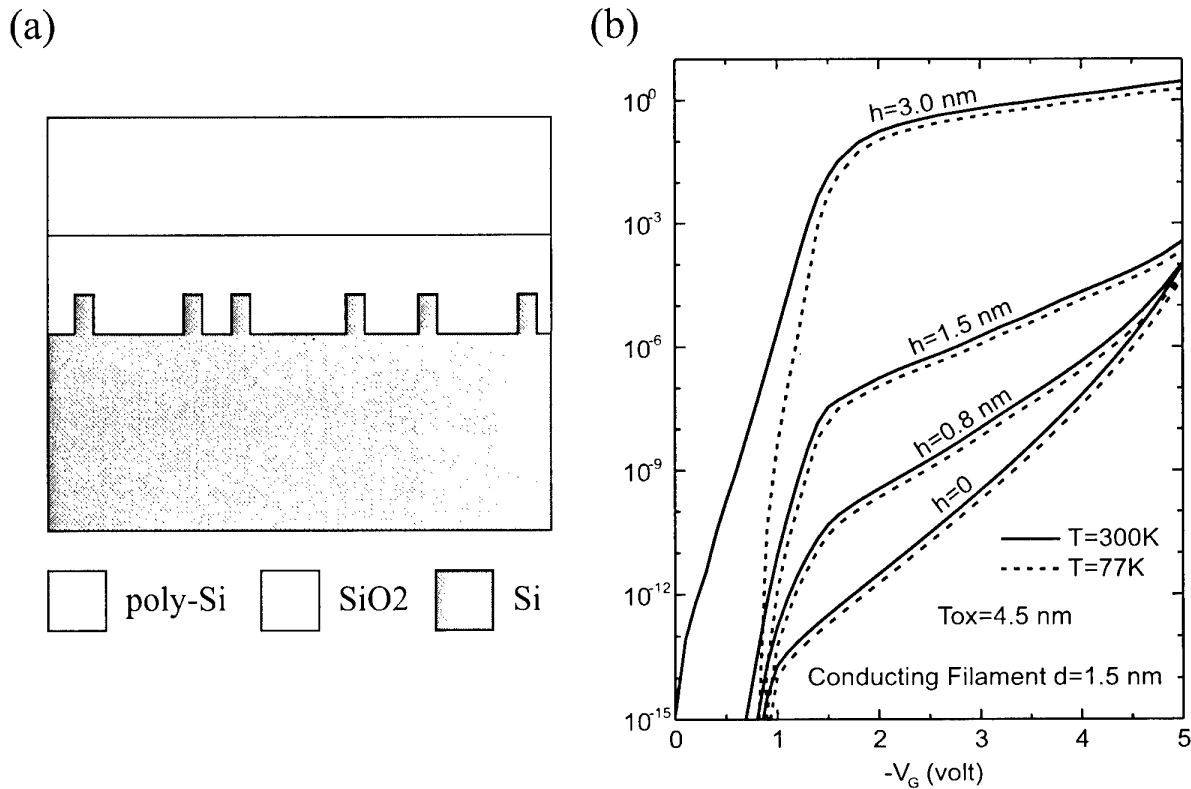 (a)
poly-Si
SiO2
Si
(b)
10^0
10^-3
10^-6
10^-9
10^-12
10^-15
h=3.0 nm
h=1.5 nm
h=0.8 nm
h=0
T=300K
T=77K
Tox=4.5 nm
Conducting Filament d=1.5 nm
0 1 2 3 4 5
-V_G (volt)